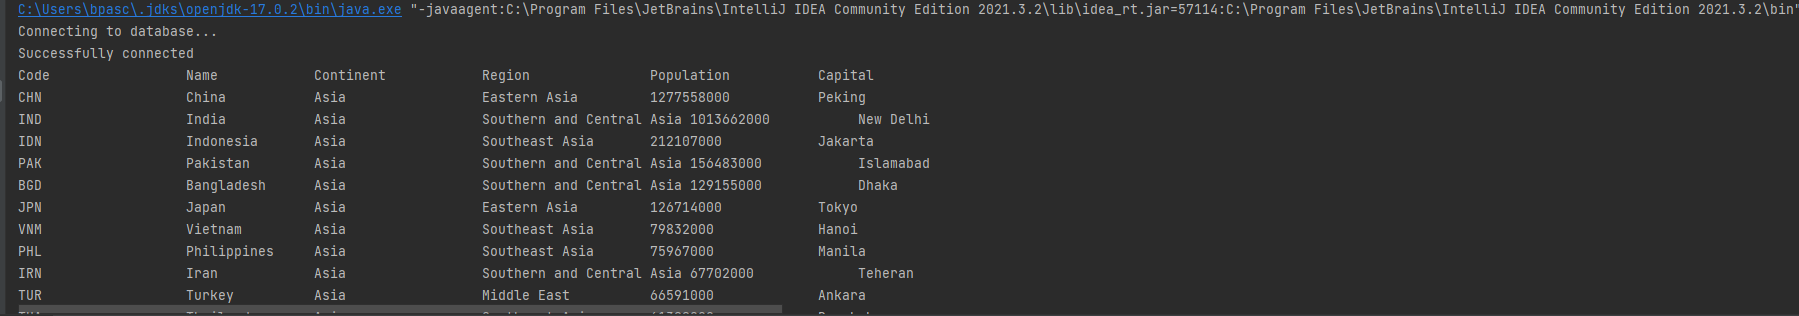 C:\Users\bpasc\.jdks\openjdk-17.0.2\bin\java.exe "-javaagent:C:\Program Files\JetBrains\IntelliJ IDEA Community Edition 2021.3.2\lib\idea_rt.jar=57114:C:\Program Files\JetBrains\IntelliJ IDEA Community Edition 2021.3.2\bin"
Connecting to database...
Successfully connected
Code Name Continent Region Population Capital
CHN China Asia Eastern Asia 1277558000 Peking
IND India Asia Southern and Central Asia 1013662000 New Delhi
IDN Indonesia Asia Southeast Asia 212107000 Jakarta
PAK Pakistan Asia Southern and Central Asia 156483000 Islamabad
BGD Bangladesh Asia Southern and Central Asia 129155000 Dhaka
JPN Japan Asia Eastern Asia 126714000 Tokyo
VNM Vietnam Asia Southeast Asia 79832000 Hanoi
PHL Philippines Asia Southeast Asia 75967000 Manila
IRN Iran Asia Southern and Central Asia 67702000 Teheran
TUR Turkey Asia Middle East 66591000 Ankara